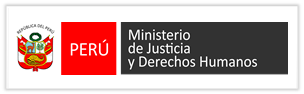 REPÚBLICA DEL PERÚ
PERÚ
Ministerio
de Justicia
y Derechos Humanos